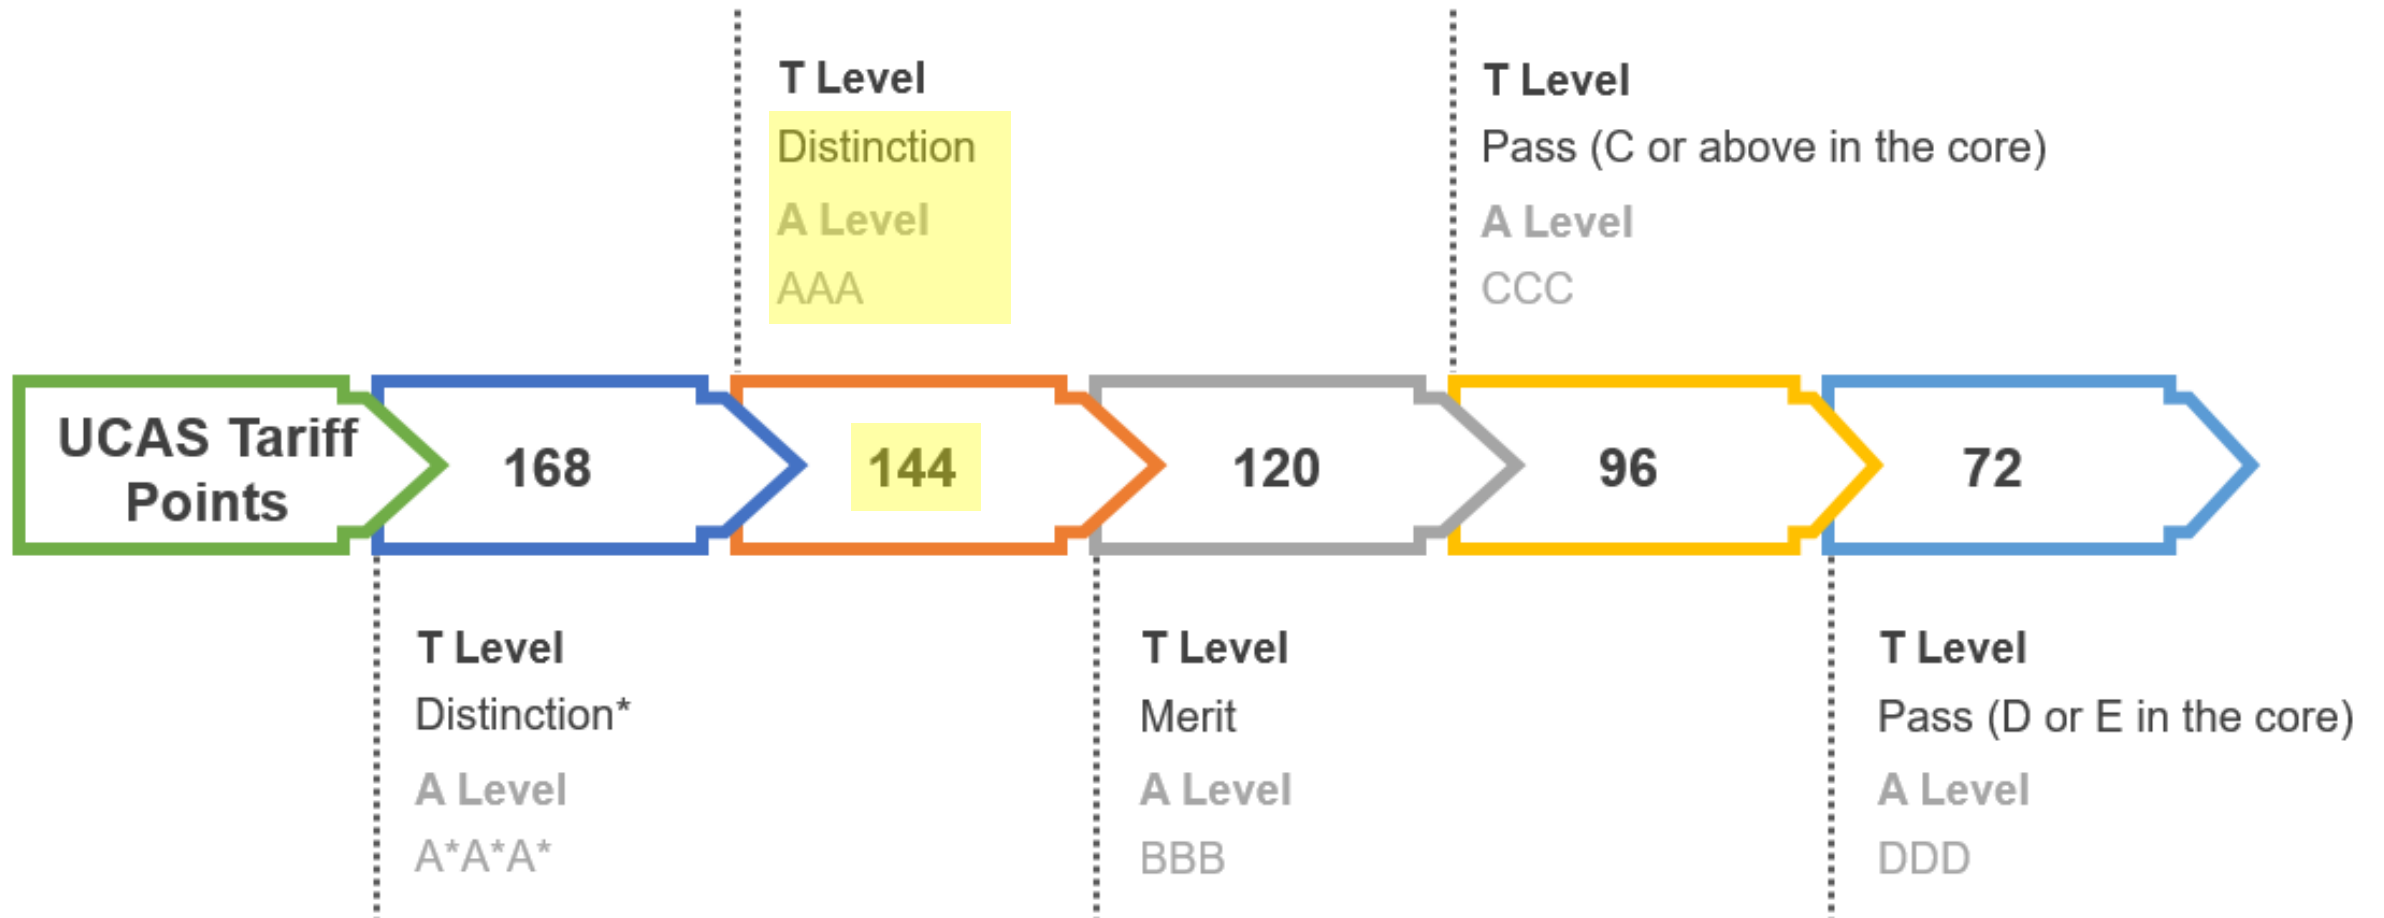 T Level
Distinction
A Level
AAA
T Level
Pass (C or above in the core)
A Level
CCC
UCAS Tariff
Points
168
144
120
96
72
T Level
Distinction*
A Level
A*A*A*
T Level
Merit
A Level
BBB
T Level
Pass (D or E in the core)
A Level
DDD